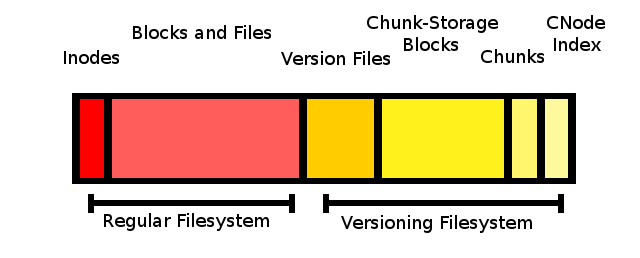 Inodes
Blocks and Files
Version Files
Chunk-Storage
Blocks
Chunks
CNode
Index
Regular Filesystem
Versioning Filesystem